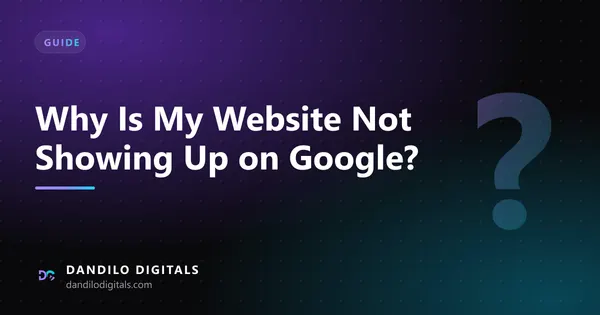 GUIDE
Why Is My Website Not
Showing Up on Google?
?
DANDILO DIGITALS
dandilodigitals.com